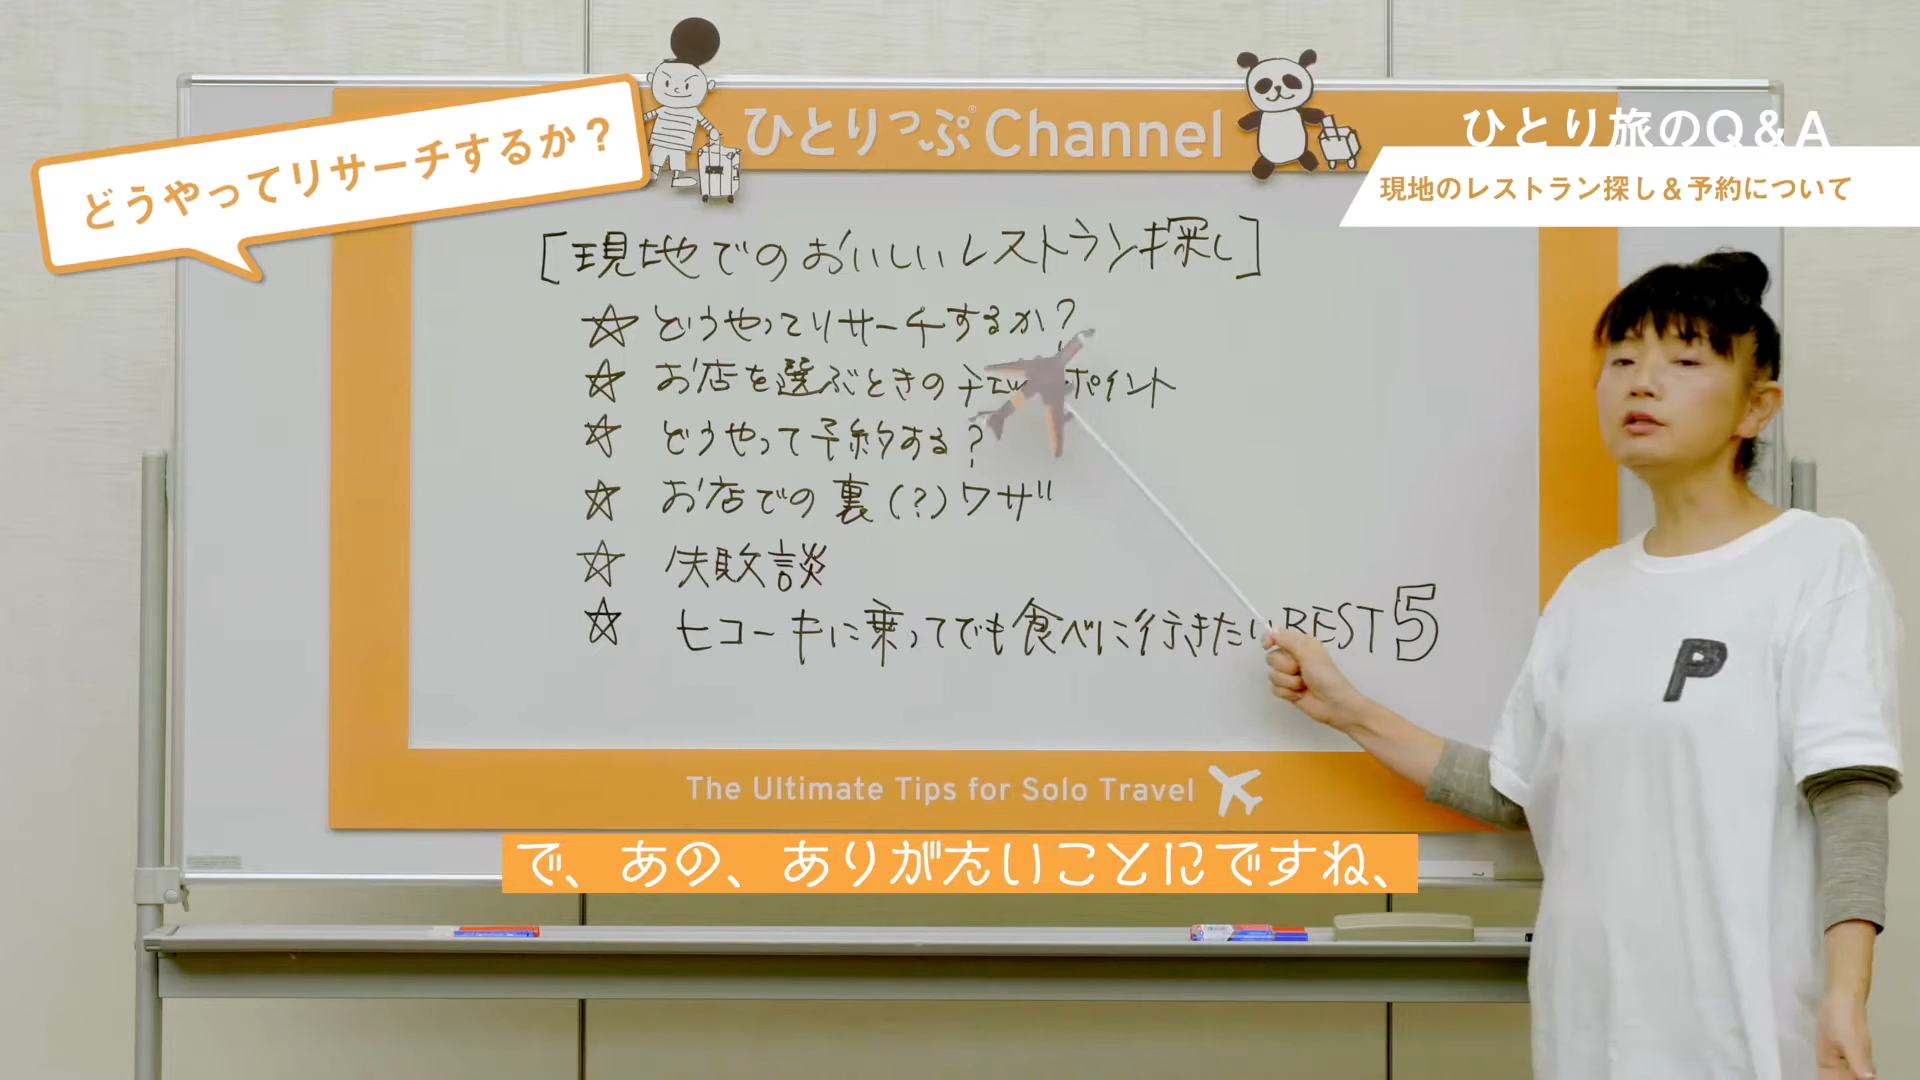 どうやってリサーチするか？
ひとりっぷ® Channel
ひとり旅のQ&A
現地のレストラン探し&予約について
[現地でのおいしいレストラン探し]
☆ どうやってリサーチするか?
☆ お店を選ぶときのチェックポイント
☆ どうやって予約する?
☆ お店での裏(?)ワザ
☆ 失敗談
☆ ヒコーキに乗ってでも食べに行きたいBEST5
P
The Ultimate Tips for Solo Travel
で、あの、ありがたいことにですね、